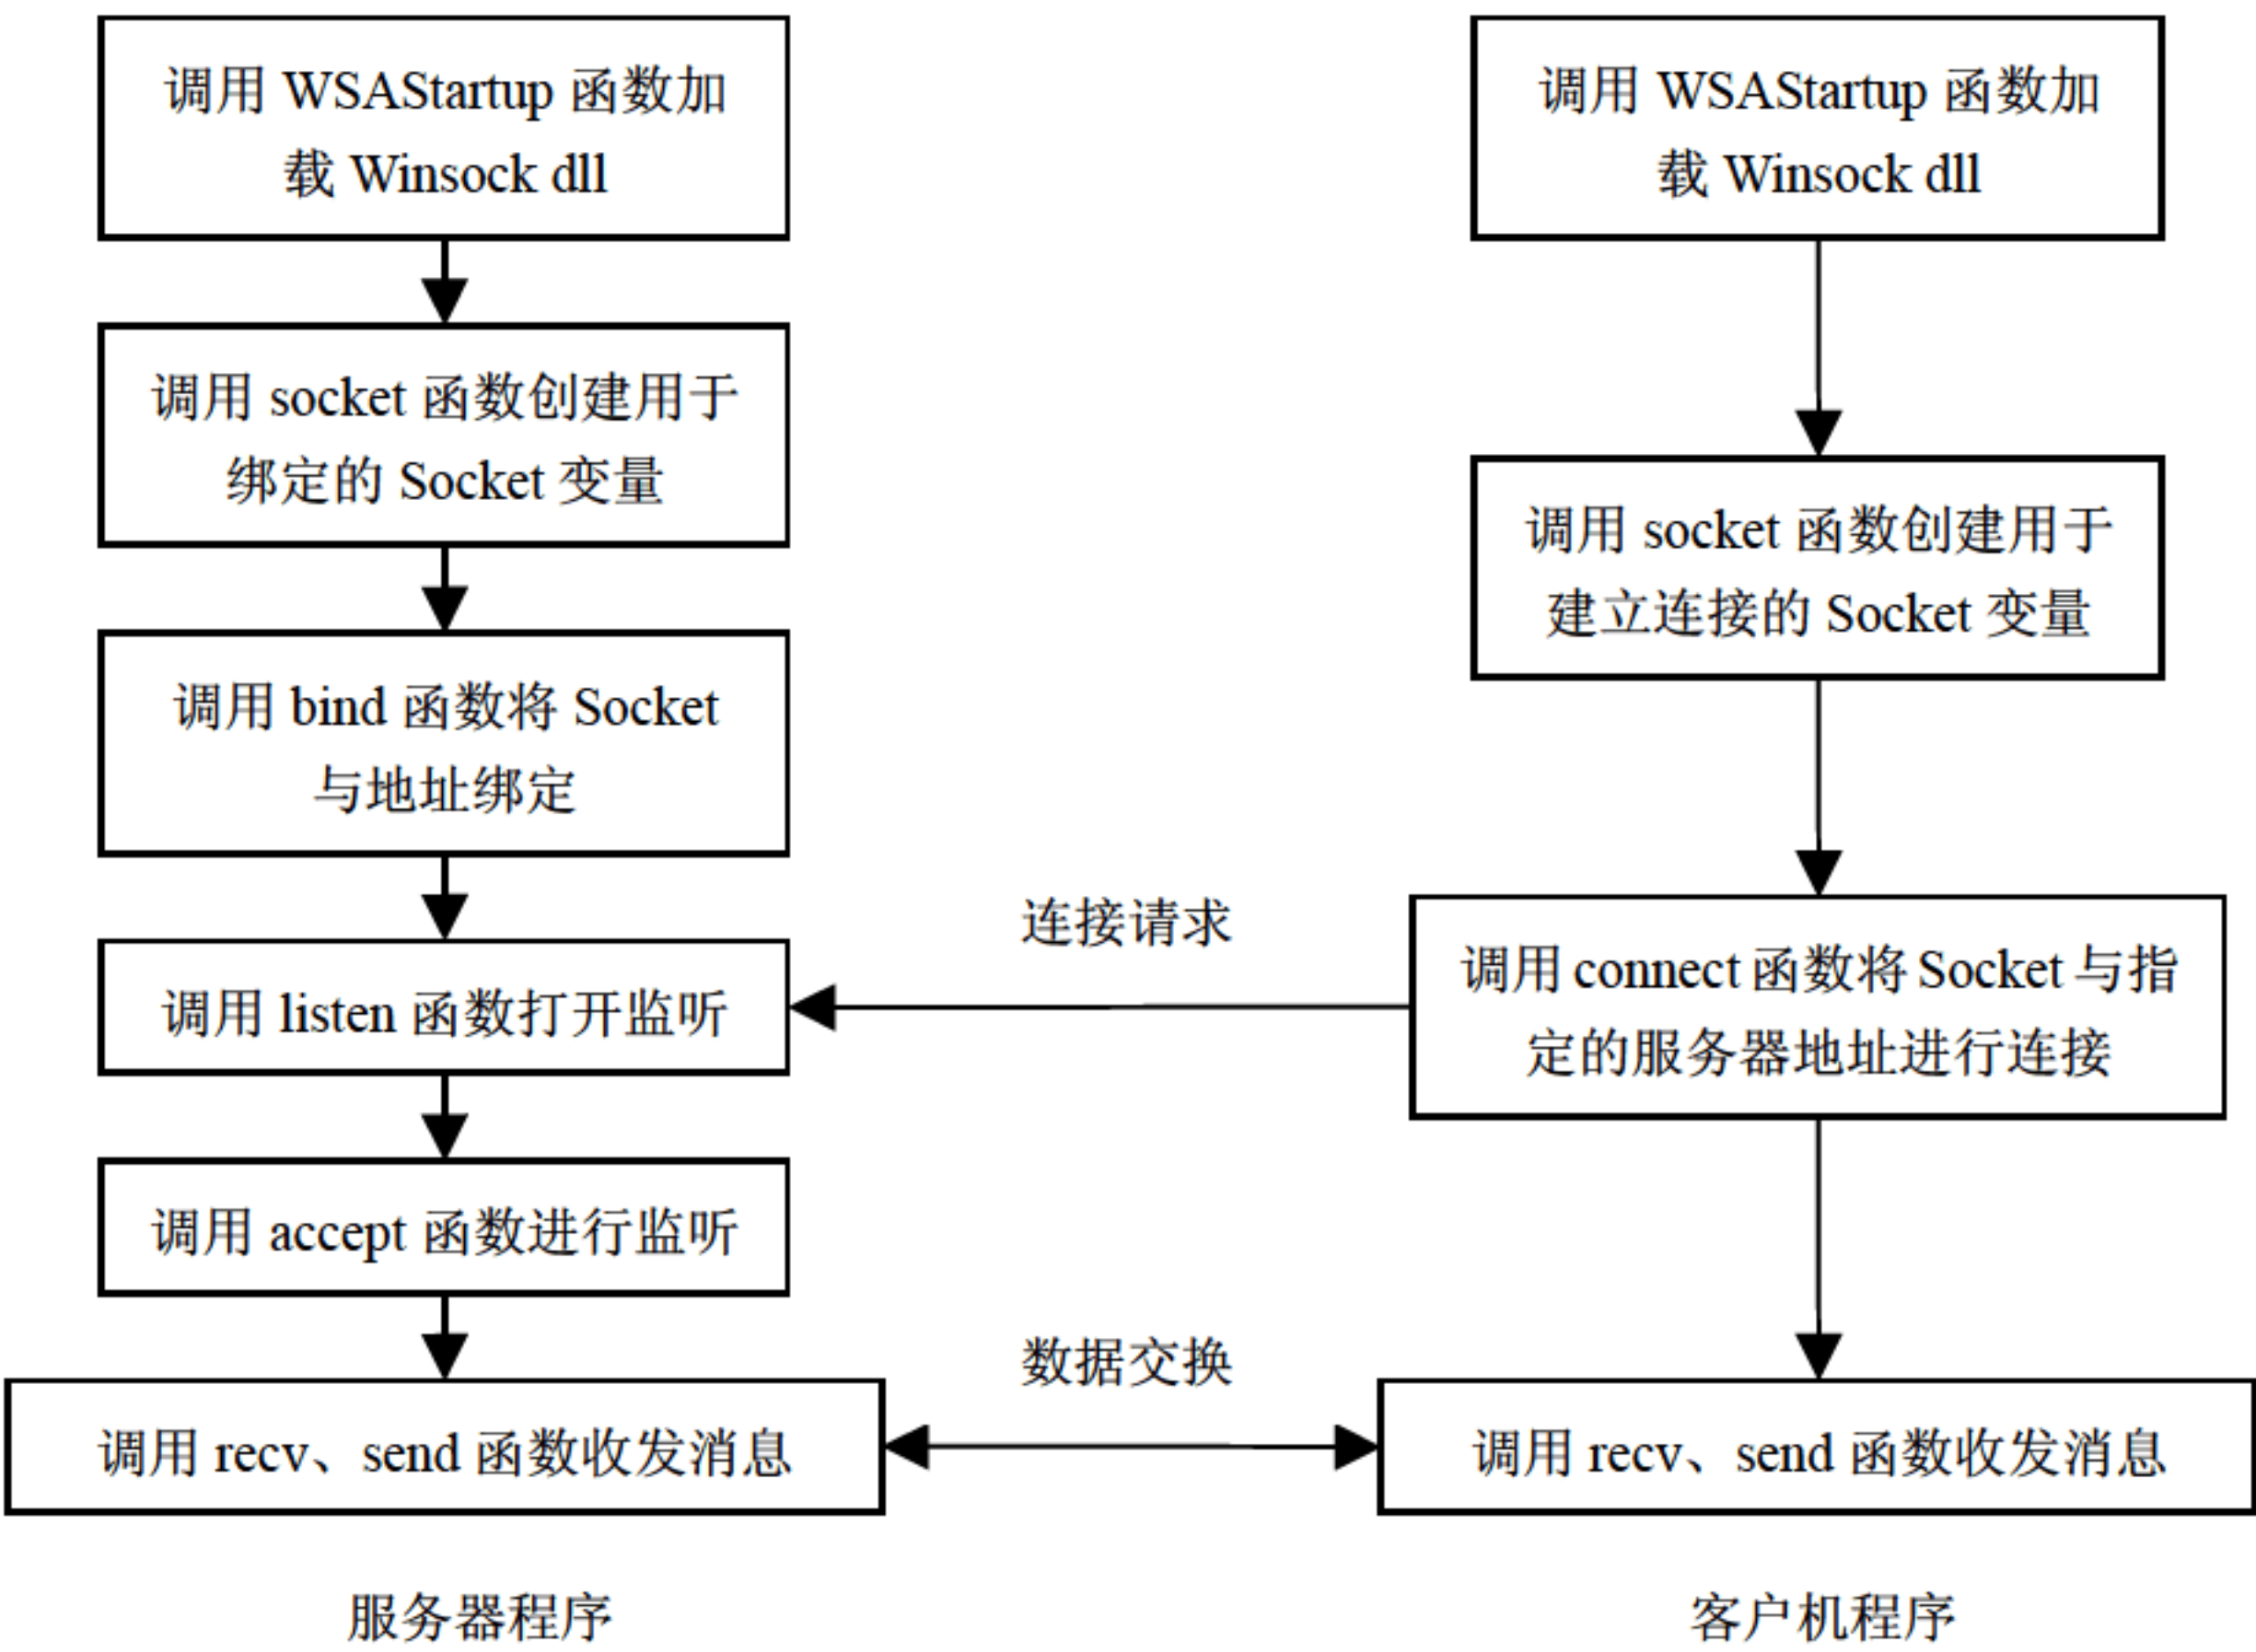 调用 WSAStartup 函数加
载 Winsock dll
调用 socket 函数创建用于
绑定的 Socket 变量
调用 bind 函数将 Socket
与地址绑定
调用 listen 函数打开监听
调用 accept 函数进行监听
调用 recv、send 函数收发消息
服务器程序
连接请求
数据交换
调用 WSAStartup 函数加
载 Winsock dll
调用 socket 函数创建用于
建立连接的 Socket 变量
调用 connect 函数将 Socket 与指
定的服务器地址进行连接
调用 recv、send 函数收发消息
客户机程序